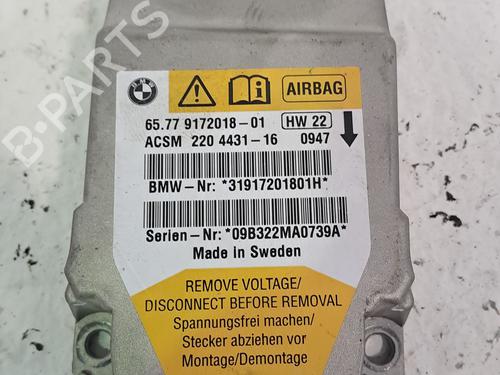 B-PARTS
BMW
AIRBAG
65.77 9172018-01 HW 22
ACSM 220 4431-16 0947
BMW-Nr: *31917201801H*
Serien-Nr: *09B322MA0739A*
Made in Sweden
REMOVE VOLTAGE/
DISCONNECT BEFORE REMOVAL
Spannungsfrei machen/
Stecker abziehen vor
Montage/Demontage